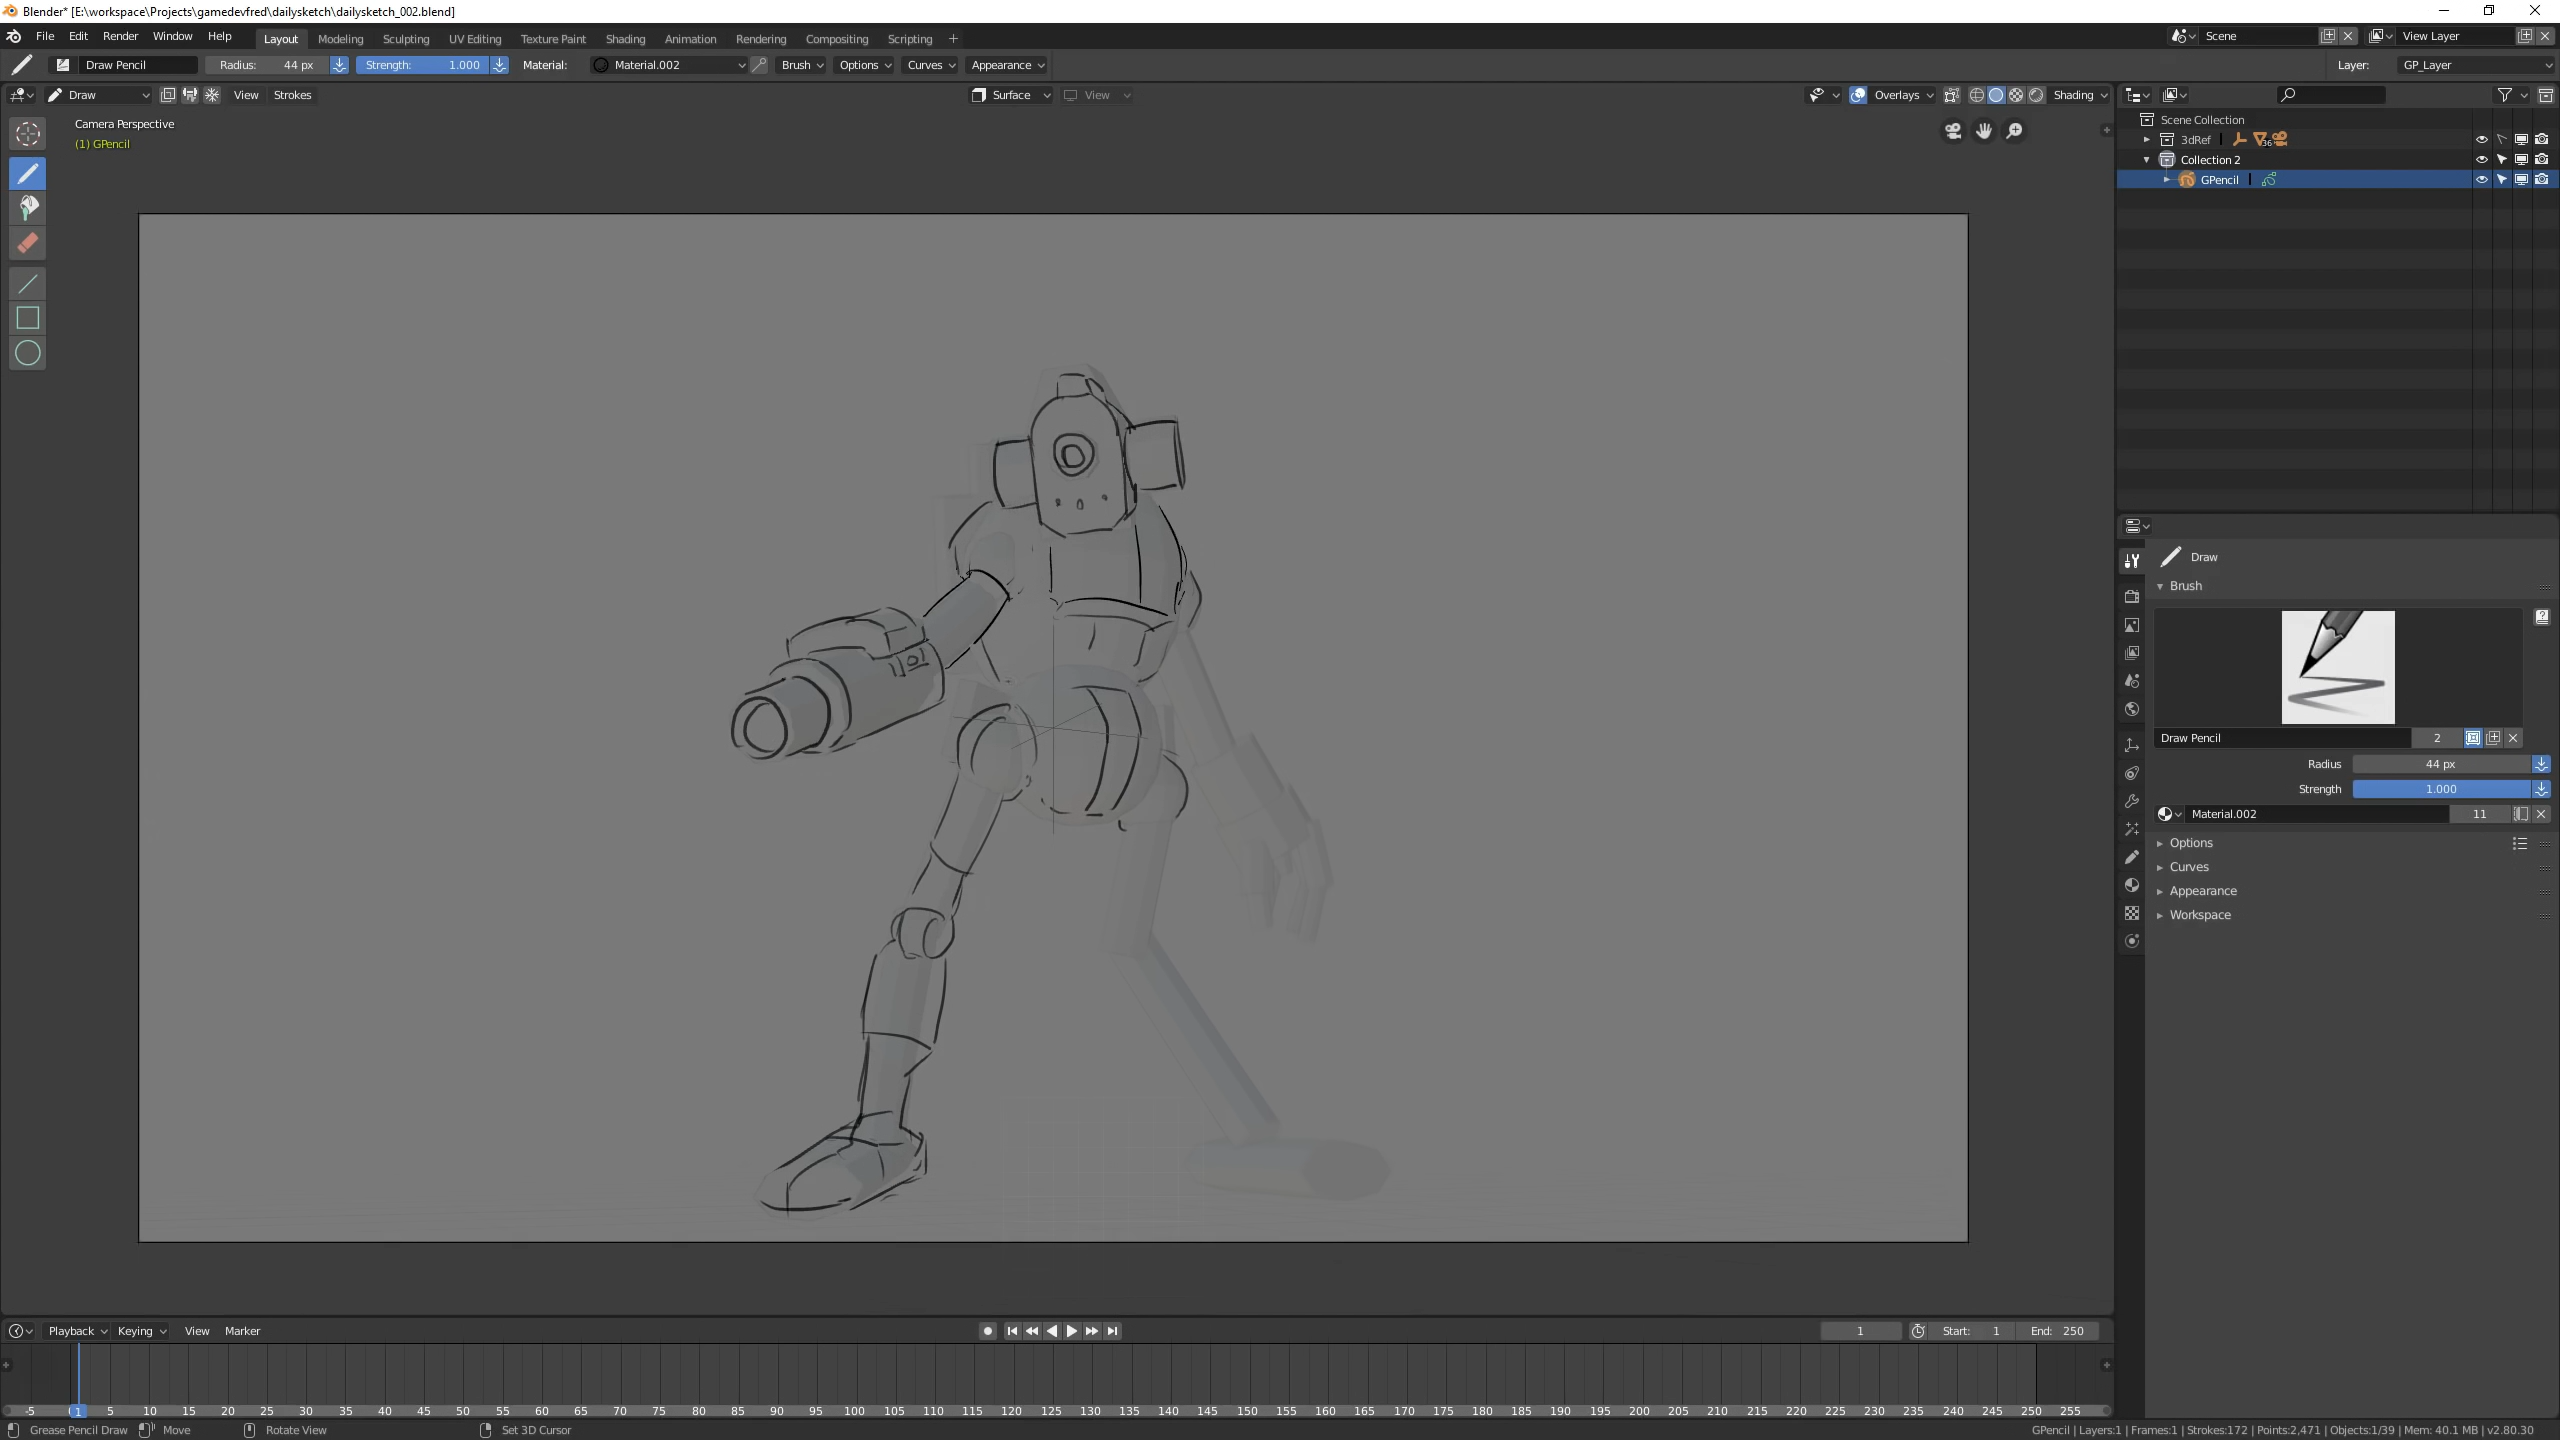 Blender* [E:\workspace\Projects\gamedevfred\dailysketch\dailysketch_002.blend]
File Edit Render Window Help Layout Modeling Sculpting UV Editing Texture Paint Shading Animation Rendering Compositing Scripting + Scene View Layer
Draw Pencil Radius: 44 px Strength: 1.000 Material: Material.002 Brush Options Curves Appearance Layer: GP_Layer
Draw View Strokes Surface View Overlays Shading
Camera Perspective
(1) GPencil
Scene Collection
3dRef 36
Collection 2
GPencil
Draw
Brush
Draw Pencil 2
Radius 44 px
Strength 1.000
Material.002 11
Options
Curves
Appearance
Workspace
Playback Keying View Marker 1 Start: 1 End: 250
-5 1 5 10 15 20 25 30 35 40 45 50 55 60 65 70 75 80 85 90 95 100 105 110 115 120 125 130 135 140 145 150 155 160 165 170 175 180 185 190 195 200 205 210 215 220 225 230 235 240 245 250 255
Grease Pencil Draw Move Rotate View Set 3D Cursor GPencil | Layers:1 | Frames:1 | Strokes:172 | Points:2,471 | Objects:1/39 | Mem: 40.1 MB | v2.80.30